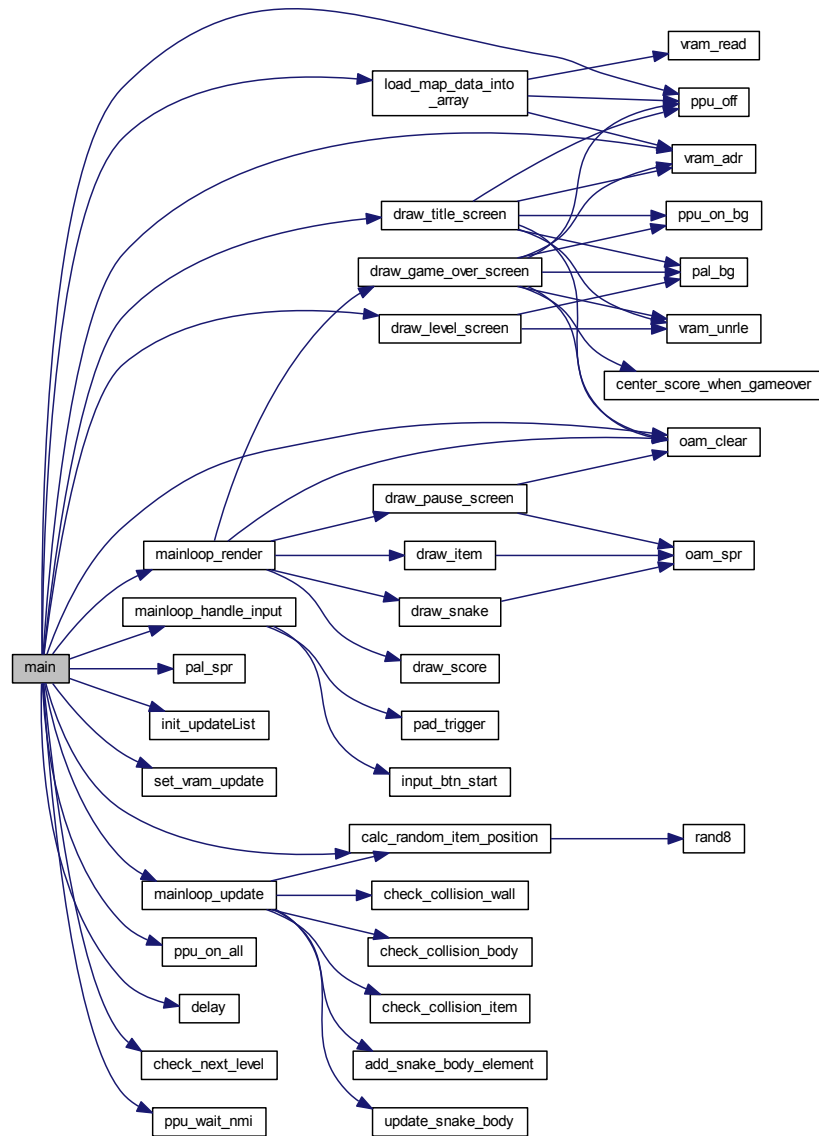 vram_read
load_map_data_into
_array
ppu_off
vram_adr
draw_title_screen
ppu_on_bg
draw_game_over_screen
pal_bg
draw_level_screen
vram_unrle
center_score_when_gameover
oam_clear
draw_pause_screen
mainloop_render
draw_item
oam_spr
mainloop_handle_input
draw_snake
main
pal_spr
draw_score
init_updateList
pad_trigger
set_vram_update
input_btn_start
calc_random_item_position
rand8
mainloop_update
check_collision_wall
ppu_on_all
check_collision_body
delay
check_collision_item
check_next_level
add_snake_body_element
ppu_wait_nmi
update_snake_body